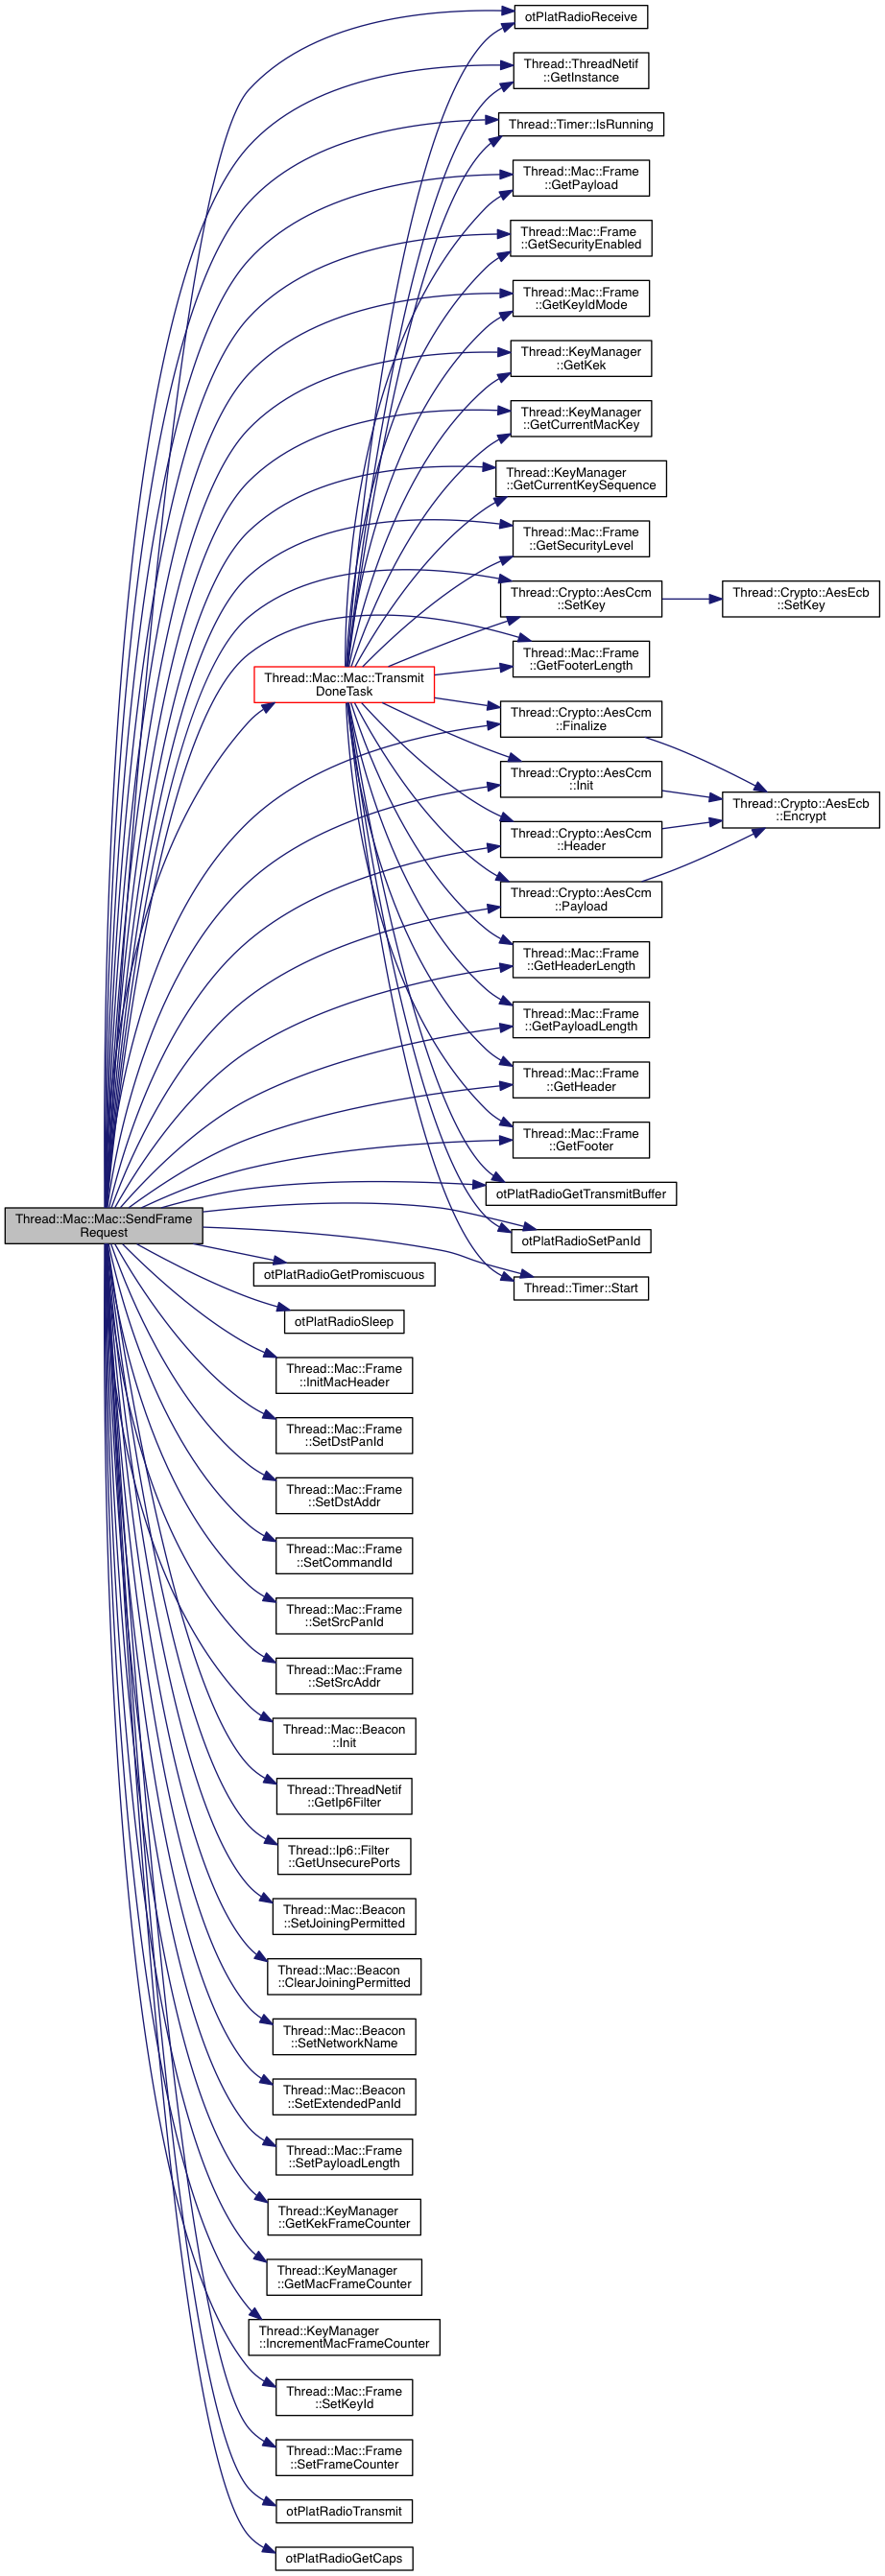 otPlatRadioReceive
Thread::ThreadNetif
::GetInstance
Thread::Timer::IsRunning
Thread::Mac::Frame
::GetPayload
Thread::Mac::Frame
::GetSecurityEnabled
Thread::Mac::Frame
::GetKeyIdMode
Thread::KeyManager
::GetKek
Thread::KeyManager
::GetCurrentMacKey
Thread::KeyManager
::GetCurrentKeySequence
Thread::Mac::Frame
::GetSecurityLevel
Thread::Crypto::AesCcm
::SetKey
Thread::Crypto::AesEcb
::SetKey
Thread::Mac::Frame
::GetFooterLength
Thread::Mac::Mac::Transmit
DoneTask
Thread::Crypto::AesCcm
::Finalize
Thread::Crypto::AesCcm
::Init
Thread::Crypto::AesEcb
::Encrypt
Thread::Crypto::AesCcm
::Header
Thread::Crypto::AesCcm
::Payload
Thread::Mac::Frame
::GetHeaderLength
Thread::Mac::Frame
::GetPayloadLength
Thread::Mac::Frame
::GetHeader
Thread::Mac::Frame
::GetFooter
otPlatRadioGetTransmitBuffer
Thread::Mac::Mac::SendFrame
Request
otPlatRadioSetPanId
otPlatRadioGetPromiscuous
Thread::Timer::Start
otPlatRadioSleep
Thread::Mac::Frame
::InitMacHeader
Thread::Mac::Frame
::SetDstPanId
Thread::Mac::Frame
::SetDstAddr
Thread::Mac::Frame
::SetCommandId
Thread::Mac::Frame
::SetSrcPanId
Thread::Mac::Frame
::SetSrcAddr
Thread::Mac::Beacon
::Init
Thread::ThreadNetif
::GetIp6Filter
Thread::Ip6::Filter
::GetUnsecurePorts
Thread::Mac::Beacon
::SetJoiningPermitted
Thread::Mac::Beacon
::ClearJoiningPermitted
Thread::Mac::Beacon
::SetNetworkName
Thread::Mac::Beacon
::SetExtendedPanId
Thread::Mac::Frame
::SetPayloadLength
Thread::KeyManager
::GetKekFrameCounter
Thread::KeyManager
::GetMacFrameCounter
Thread::KeyManager
::IncrementMacFrameCounter
Thread::Mac::Frame
::SetKeyId
Thread::Mac::Frame
::SetFrameCounter
otPlatRadioTransmit
otPlatRadioGetCaps